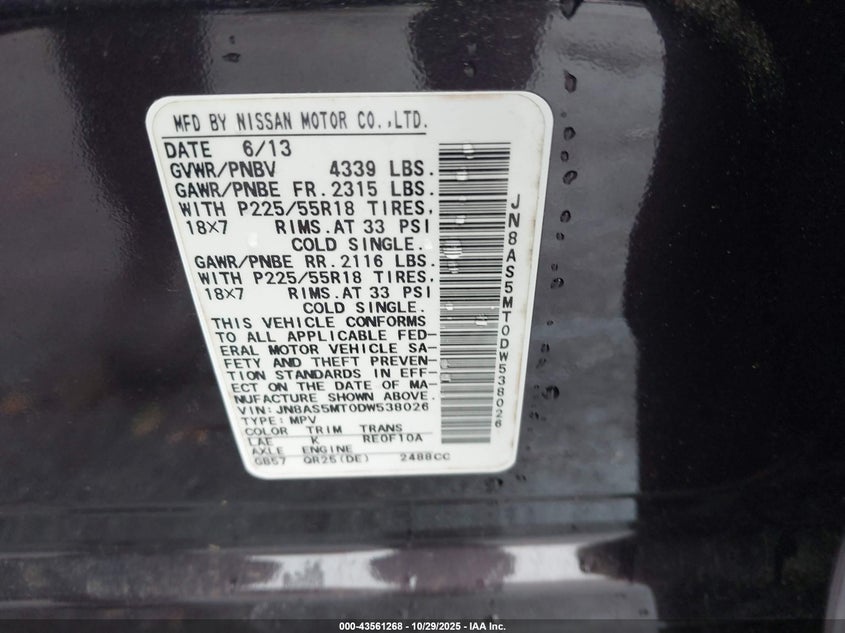 MFD BY NISSAN MOTOR CO.,LTD.
DATE 6/13
GVWR/PNBV 4339 LBS.
GAWR/PNBE FR. 2315 LBS.
WITH P225/55R18 TIRES,
18X7 RIMS.AT 33 PSI
COLD SINGLE.
GAWR/PNBE RR. 2116 LBS.
WITH P225/55R18 TIRES,
18X7 RIMS.AT 33 PSI
COLD SINGLE.
THIS VEHICLE CONFORMS
TO ALL APPLICABLE FED-
ERAL MOTOR VEHICLE SA-
FETY AND THEFT PREVEN-
TION STANDARDS IN EFF-
ECT ON THE DATE OF MA-
NUFACTURE SHOWN ABOVE.
VIN: JN8AS5MT0DW538026
TYPE: MPV
COLOR TRIM TRANS
LAE K RE0F10A
AXLE ENGINE
GB57 QR25(DE) 2488CC
JN8AS5MT0DW538026
000-43561268 - 10/29/2025 - IAA Inc.